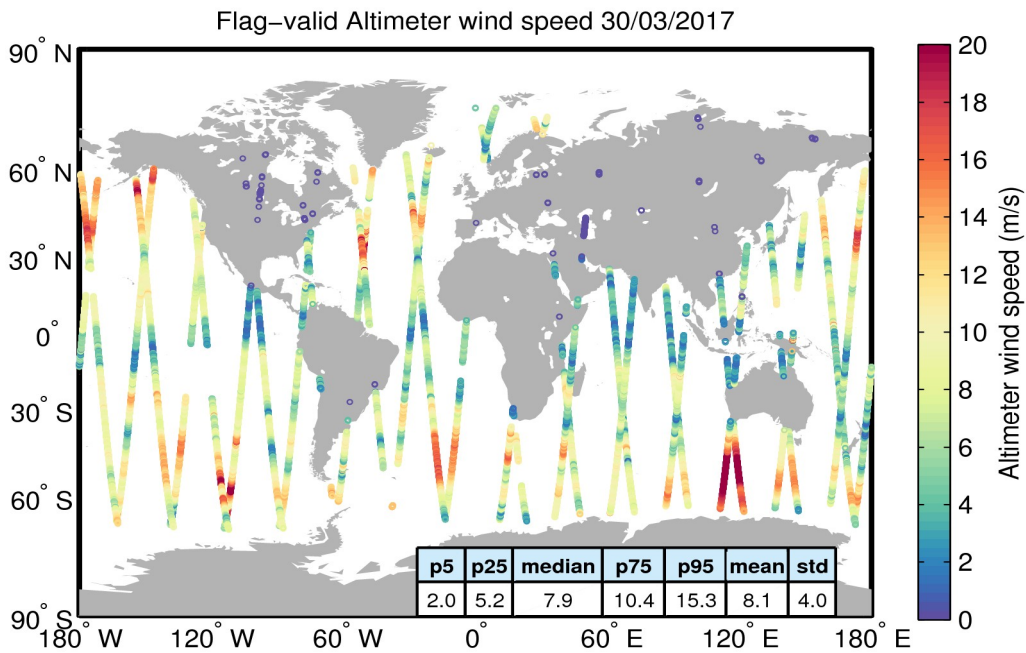 Flag−valid Altimeter wind speed 30/03/2017
90° N
60° N
30° N
0°
30° S
60° S
90° S
180° W
120° W
60° W
0°
60° E
120° E
180° E
p5 p25 median p75 p95 mean std
2.0 5.2 7.9 10.4 15.3 8.1 4.0
20
18
16
14
12
10
8
6
4
2
0
Altimeter wind speed (m/s)